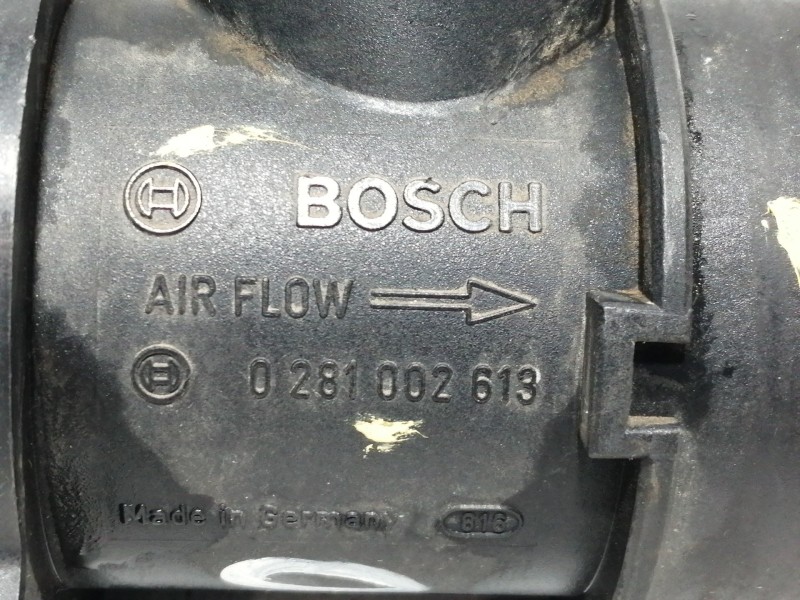 BOSCH
AIR FLOW
0 281 002 613
Made in Germany 816